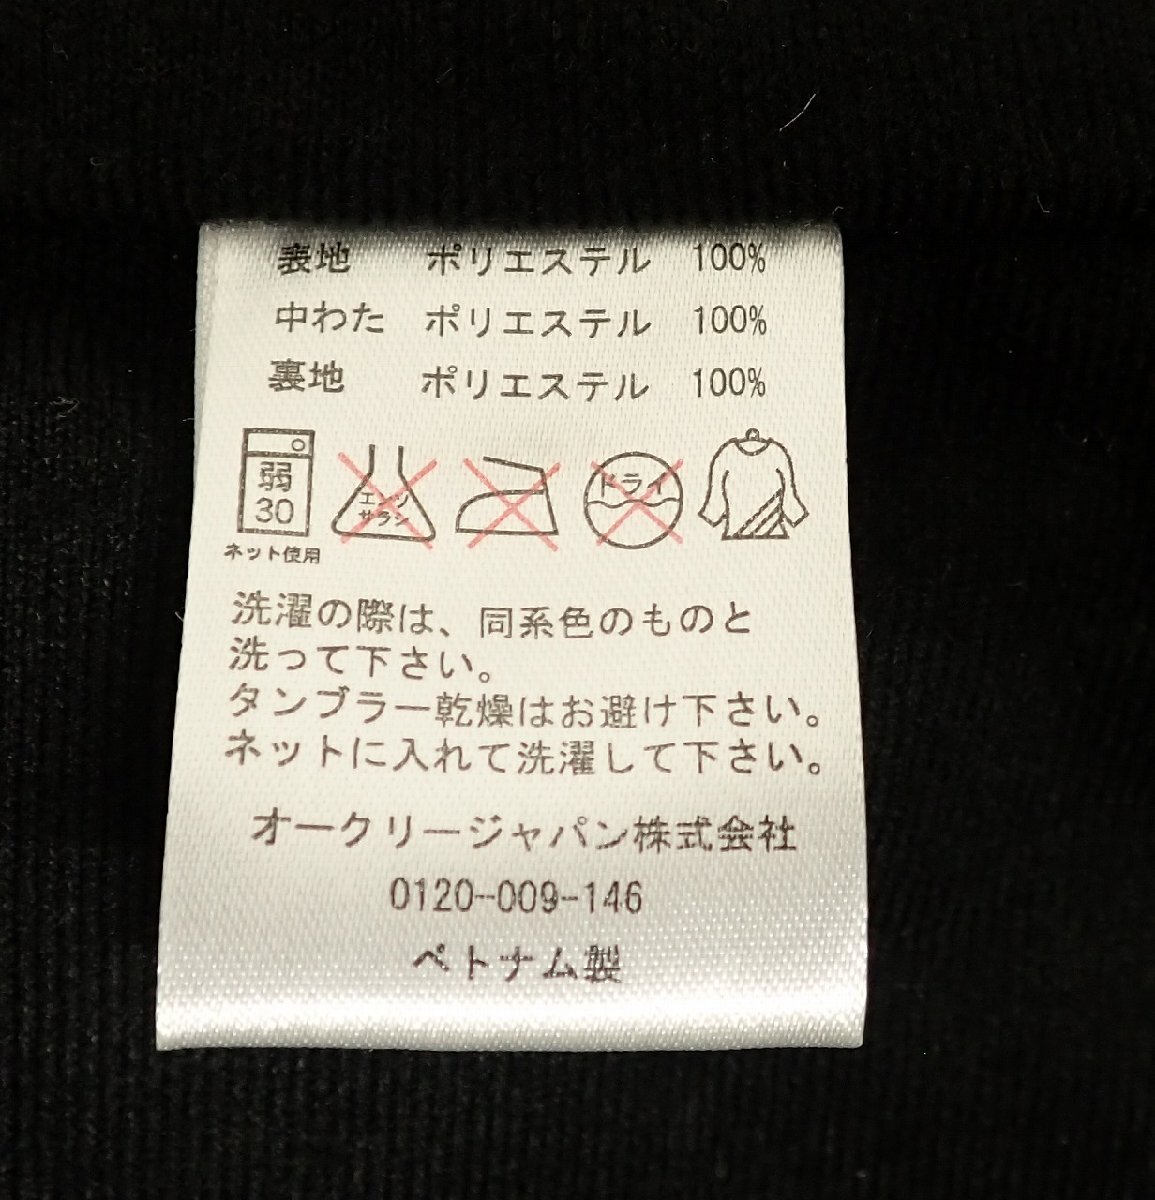 表地 ポリエステル 100%
中わた ポリエステル 100%
裏地 ポリエステル 100%
弱
30
ネット使用
エンソ
サラシ
ドライ
洗濯の際は、同系色のものと
洗って下さい。
タンブラー乾燥はお避け下さい。
ネットに入れて洗濯して下さい。
オークリージャパン株式会社
0120-009-146
ベトナム製